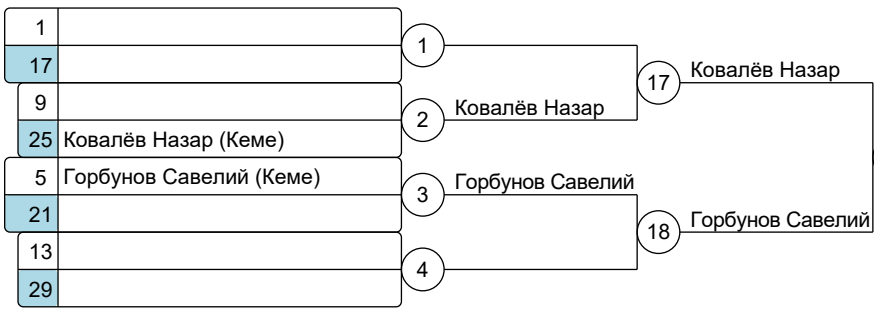 1
17
1
9
25 Ковалёв Назар (Кеме)
2 Ковалёв Назар
17 Ковалёв Назар
5 Горбунов Савелий (Кеме)
21
3 Горбунов Савелий
13
29
4
18 Горбунов Савелий